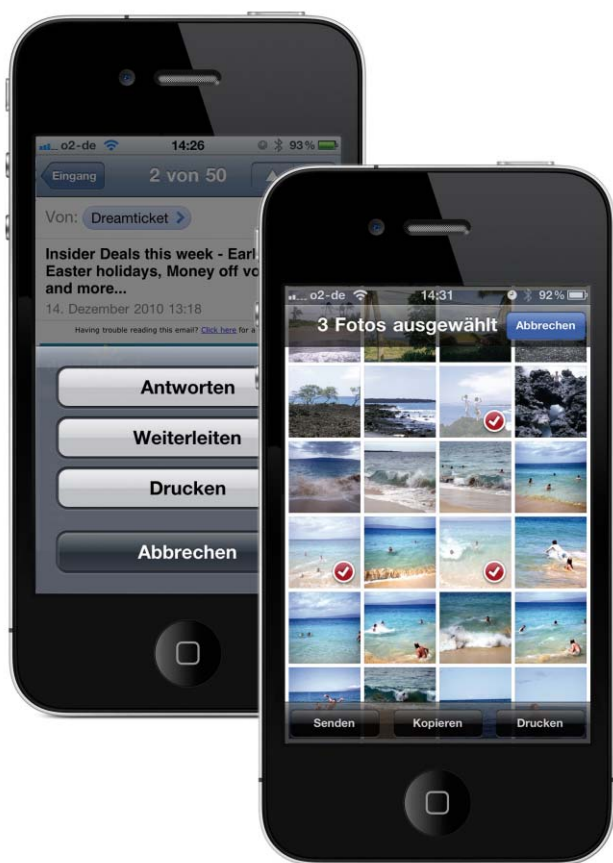 o2-de 14:26 93%
Eingang 2 von 50
Von: Dreamticket
Insider Deals this week - Earl
Easter holidays, Money off vo
and more...
14. Dezember 2010 13:18
Having trouble reading this email? Click here for a
Antworten
Weiterleiten
Drucken
Abbrechen
o2-de 14:31 92%
3 Fotos ausgewählt Abbrechen
Senden Kopieren Drucken